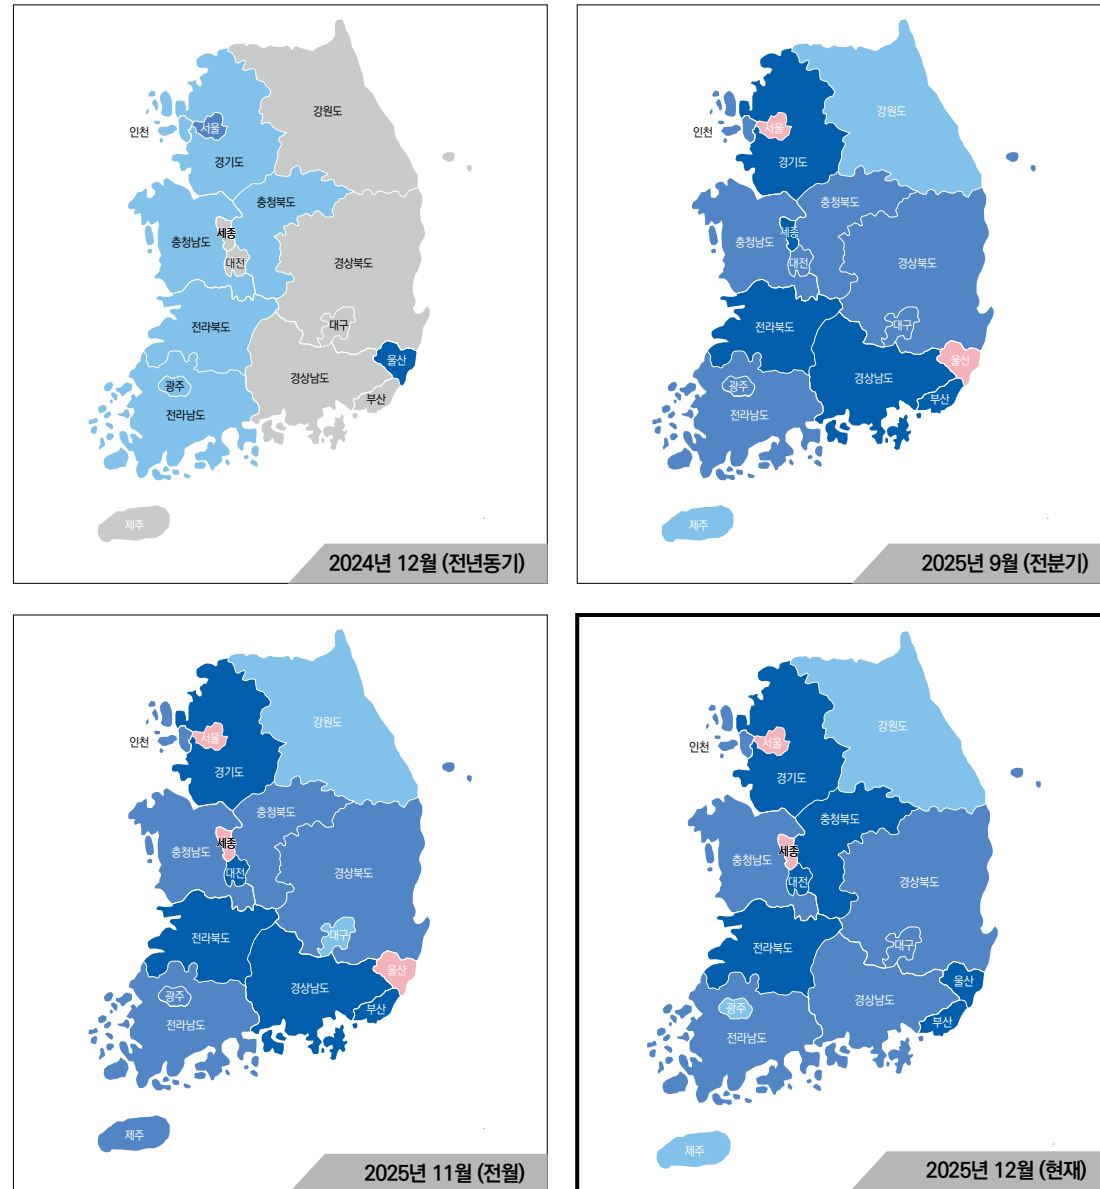 강원도
서울
인천
경기도
충청북도
세종
충청남도
대전
경상북도
전라북도
대구
울산
경상남도
광주
부산
전라남도
제주
2024년 12월 (전년동기)
강원도
서울
인천
경기도
충청북도
세종
충청남도
대전
경상북도
전라북도
대구
울산
경상남도
광주
부산
전라남도
제주
2025년 9월 (전분기)
강원도
서울
인천
경기도
충청북도
세종
충청남도
대전
경상북도
전라북도
대구
울산
경상남도
광주
부산
전라남도
제주
2025년 11월 (전월)
강원도
서울
인천
경기도
충청북도
세종
충청남도
대전
경상북도
전라북도
대구
울산
경상남도
광주
부산
전라남도
제주
2025년 12월 (현재)